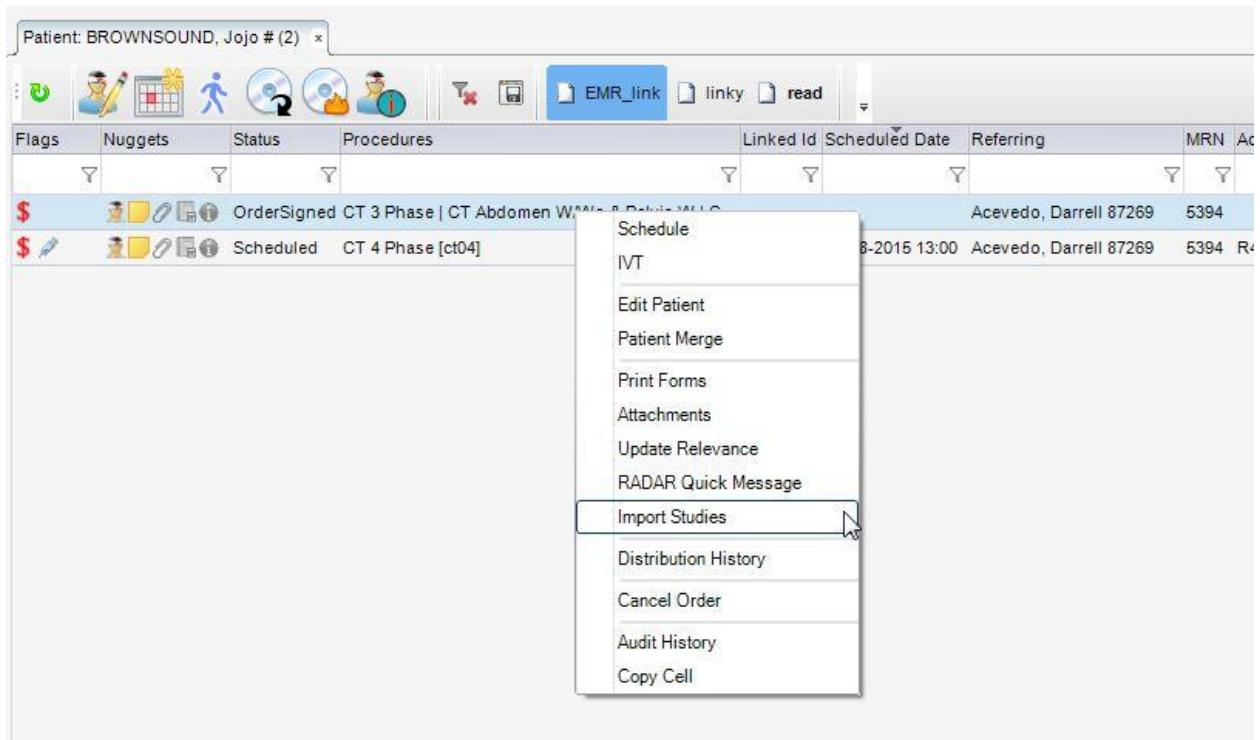 Patient: BROWNSOUND, Jojo # (2) x
EMR_link linky read
Flags Nuggets Status Procedures Linked Id Scheduled Date Referring MRN Ac
$ OrderSigned CT 3 Phase | CT Abdomen Acevedo, Darrell 87269 5394
$ Scheduled CT 4 Phase [ct04] 8-2015 13:00 Acevedo, Darrell 87269 5394 R4
Schedule
IVT
Edit Patient
Patient Merge
Print Forms
Attachments
Update Relevance
RADAR Quick Message
Import Studies
Distribution History
Cancel Order
Audit History
Copy Cell